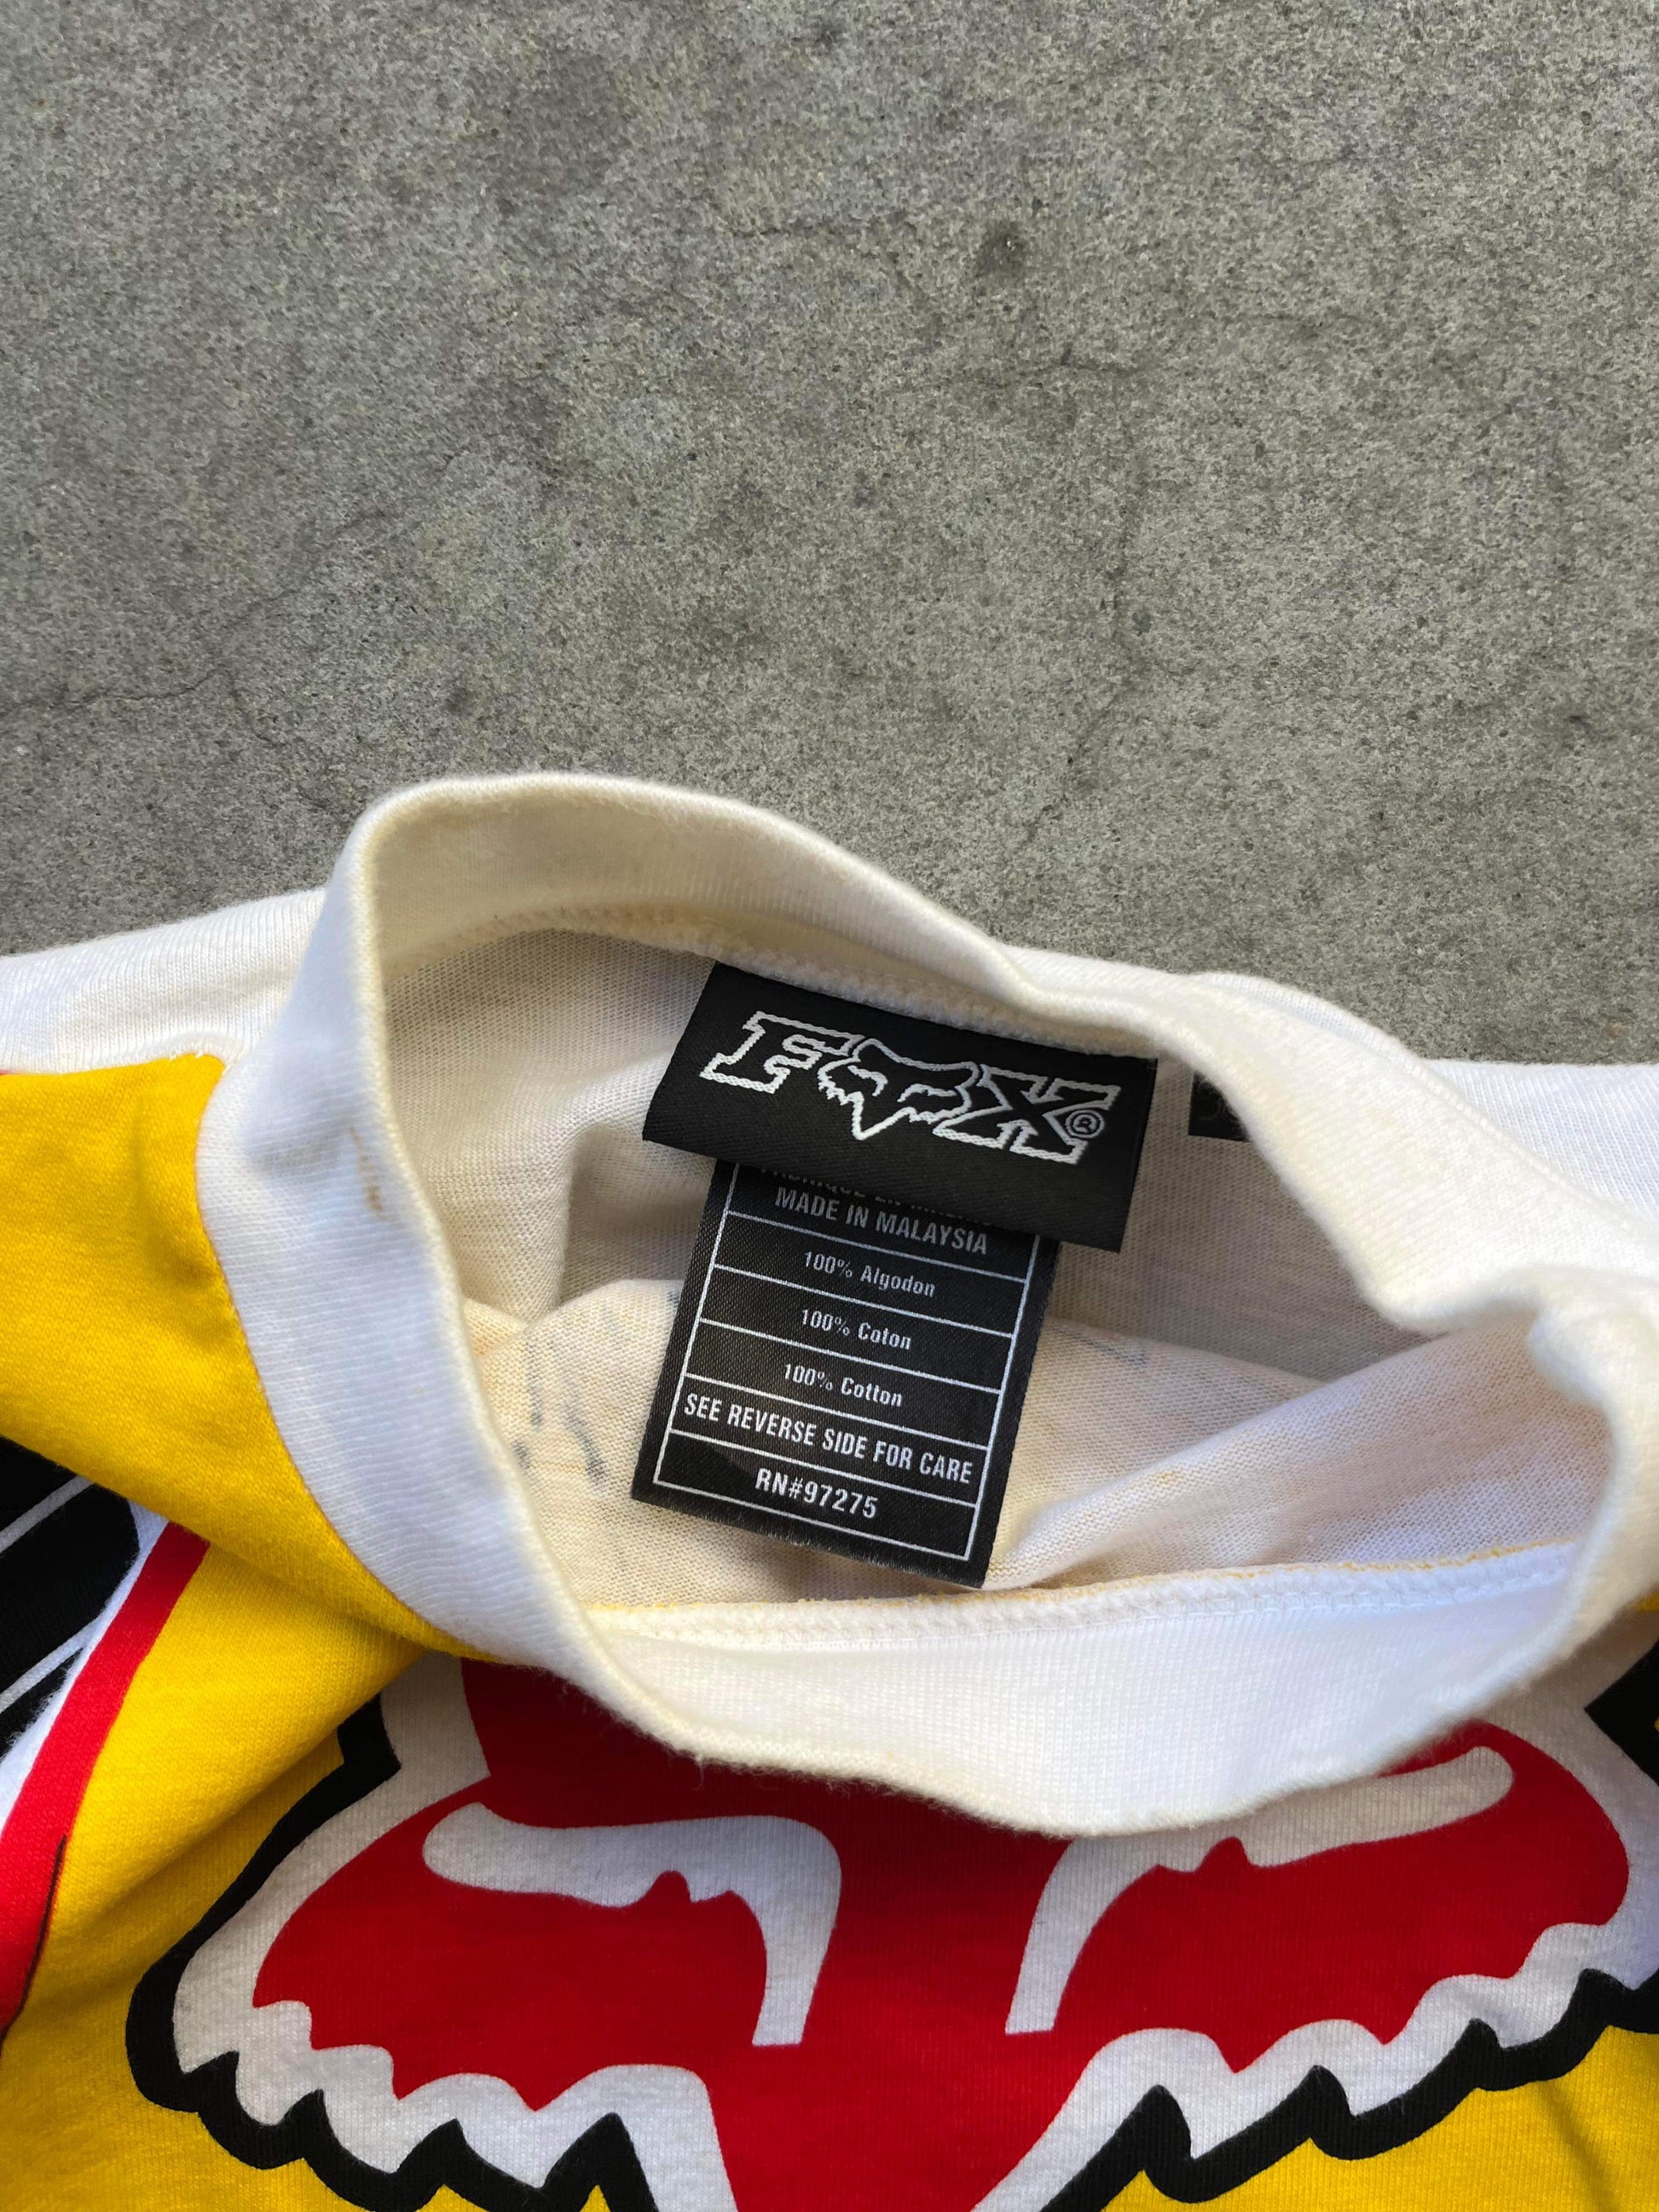 FOX®
MADE IN MALAYSIA
100% Algodon
100% Coton
100% Cotton
SEE REVERSE SIDE FOR CARE
RN#97275